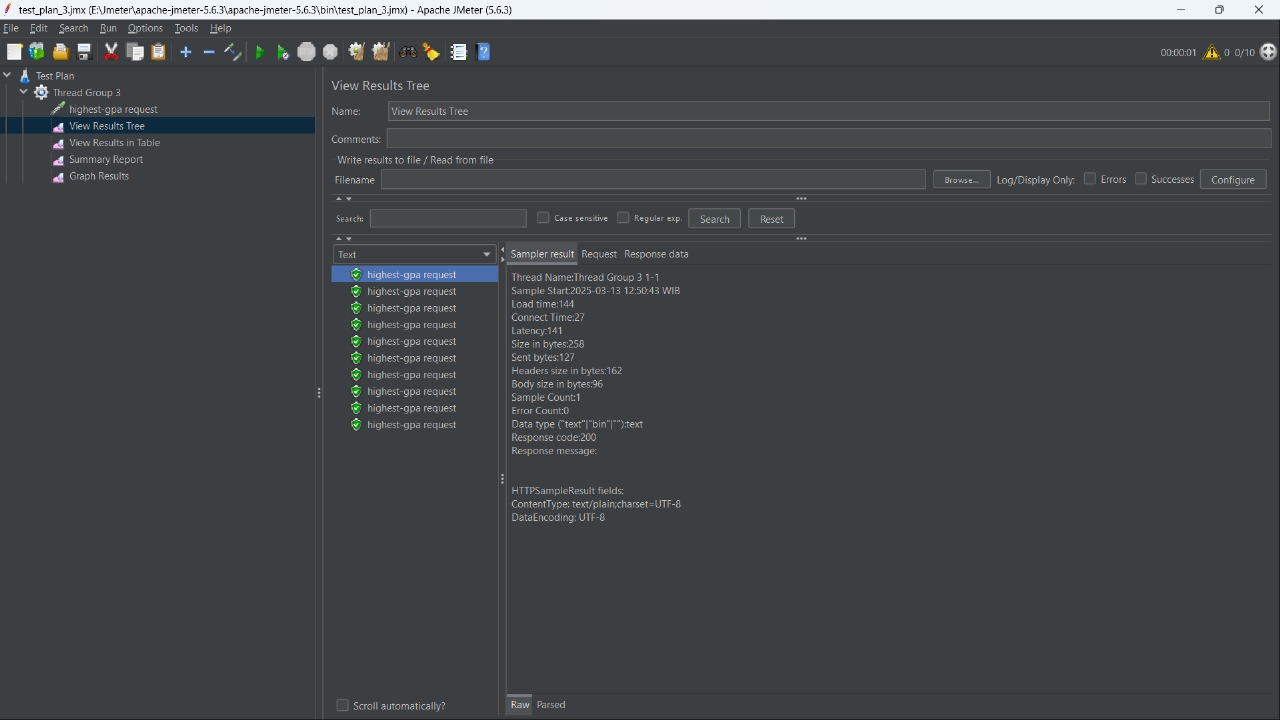 test_plan_3.jmx (E:\Jmeter\apache-jmeter-5.6.3\apache-jmeter-5.6.3\bin\test_plan_3.jmx) - Apache JMeter (5.6.3)
File Edit Search Run Options Tools Help
00:00:01 0 0/10
Test Plan
Thread Group 3
highest-gpa request
View Results Tree
View Results in Table
Summary Report
Graph Results
View Results Tree
Name: View Results Tree
Comments:
Write results to file / Read from file
Filename Browse... Log/Display Only: Errors Successes Configure
Search: Case sensitive Regular exp. Search Reset
Text
highest-gpa request
highest-gpa request
highest-gpa request
highest-gpa request
highest-gpa request
highest-gpa request
highest-gpa request
highest-gpa request
highest-gpa request
highest-gpa request
Scroll automatically?
Sampler result Request Response data
Thread Name:Thread Group 3 1-1
Sample Start:2025-03-13 12:50:43 WIB
Load time:144
Connect Time:27
Latency:141
Size in bytes:258
Sent bytes:127
Headers size in bytes:162
Body size in bytes:96
Sample Count:1
Error Count:0
Data type ("text"|"bin"|""):text
Response code:200
Response message:
HTTPSampleResult fields:
ContentType: text/plain;charset=UTF-8
DataEncoding: UTF-8
Raw Parsed